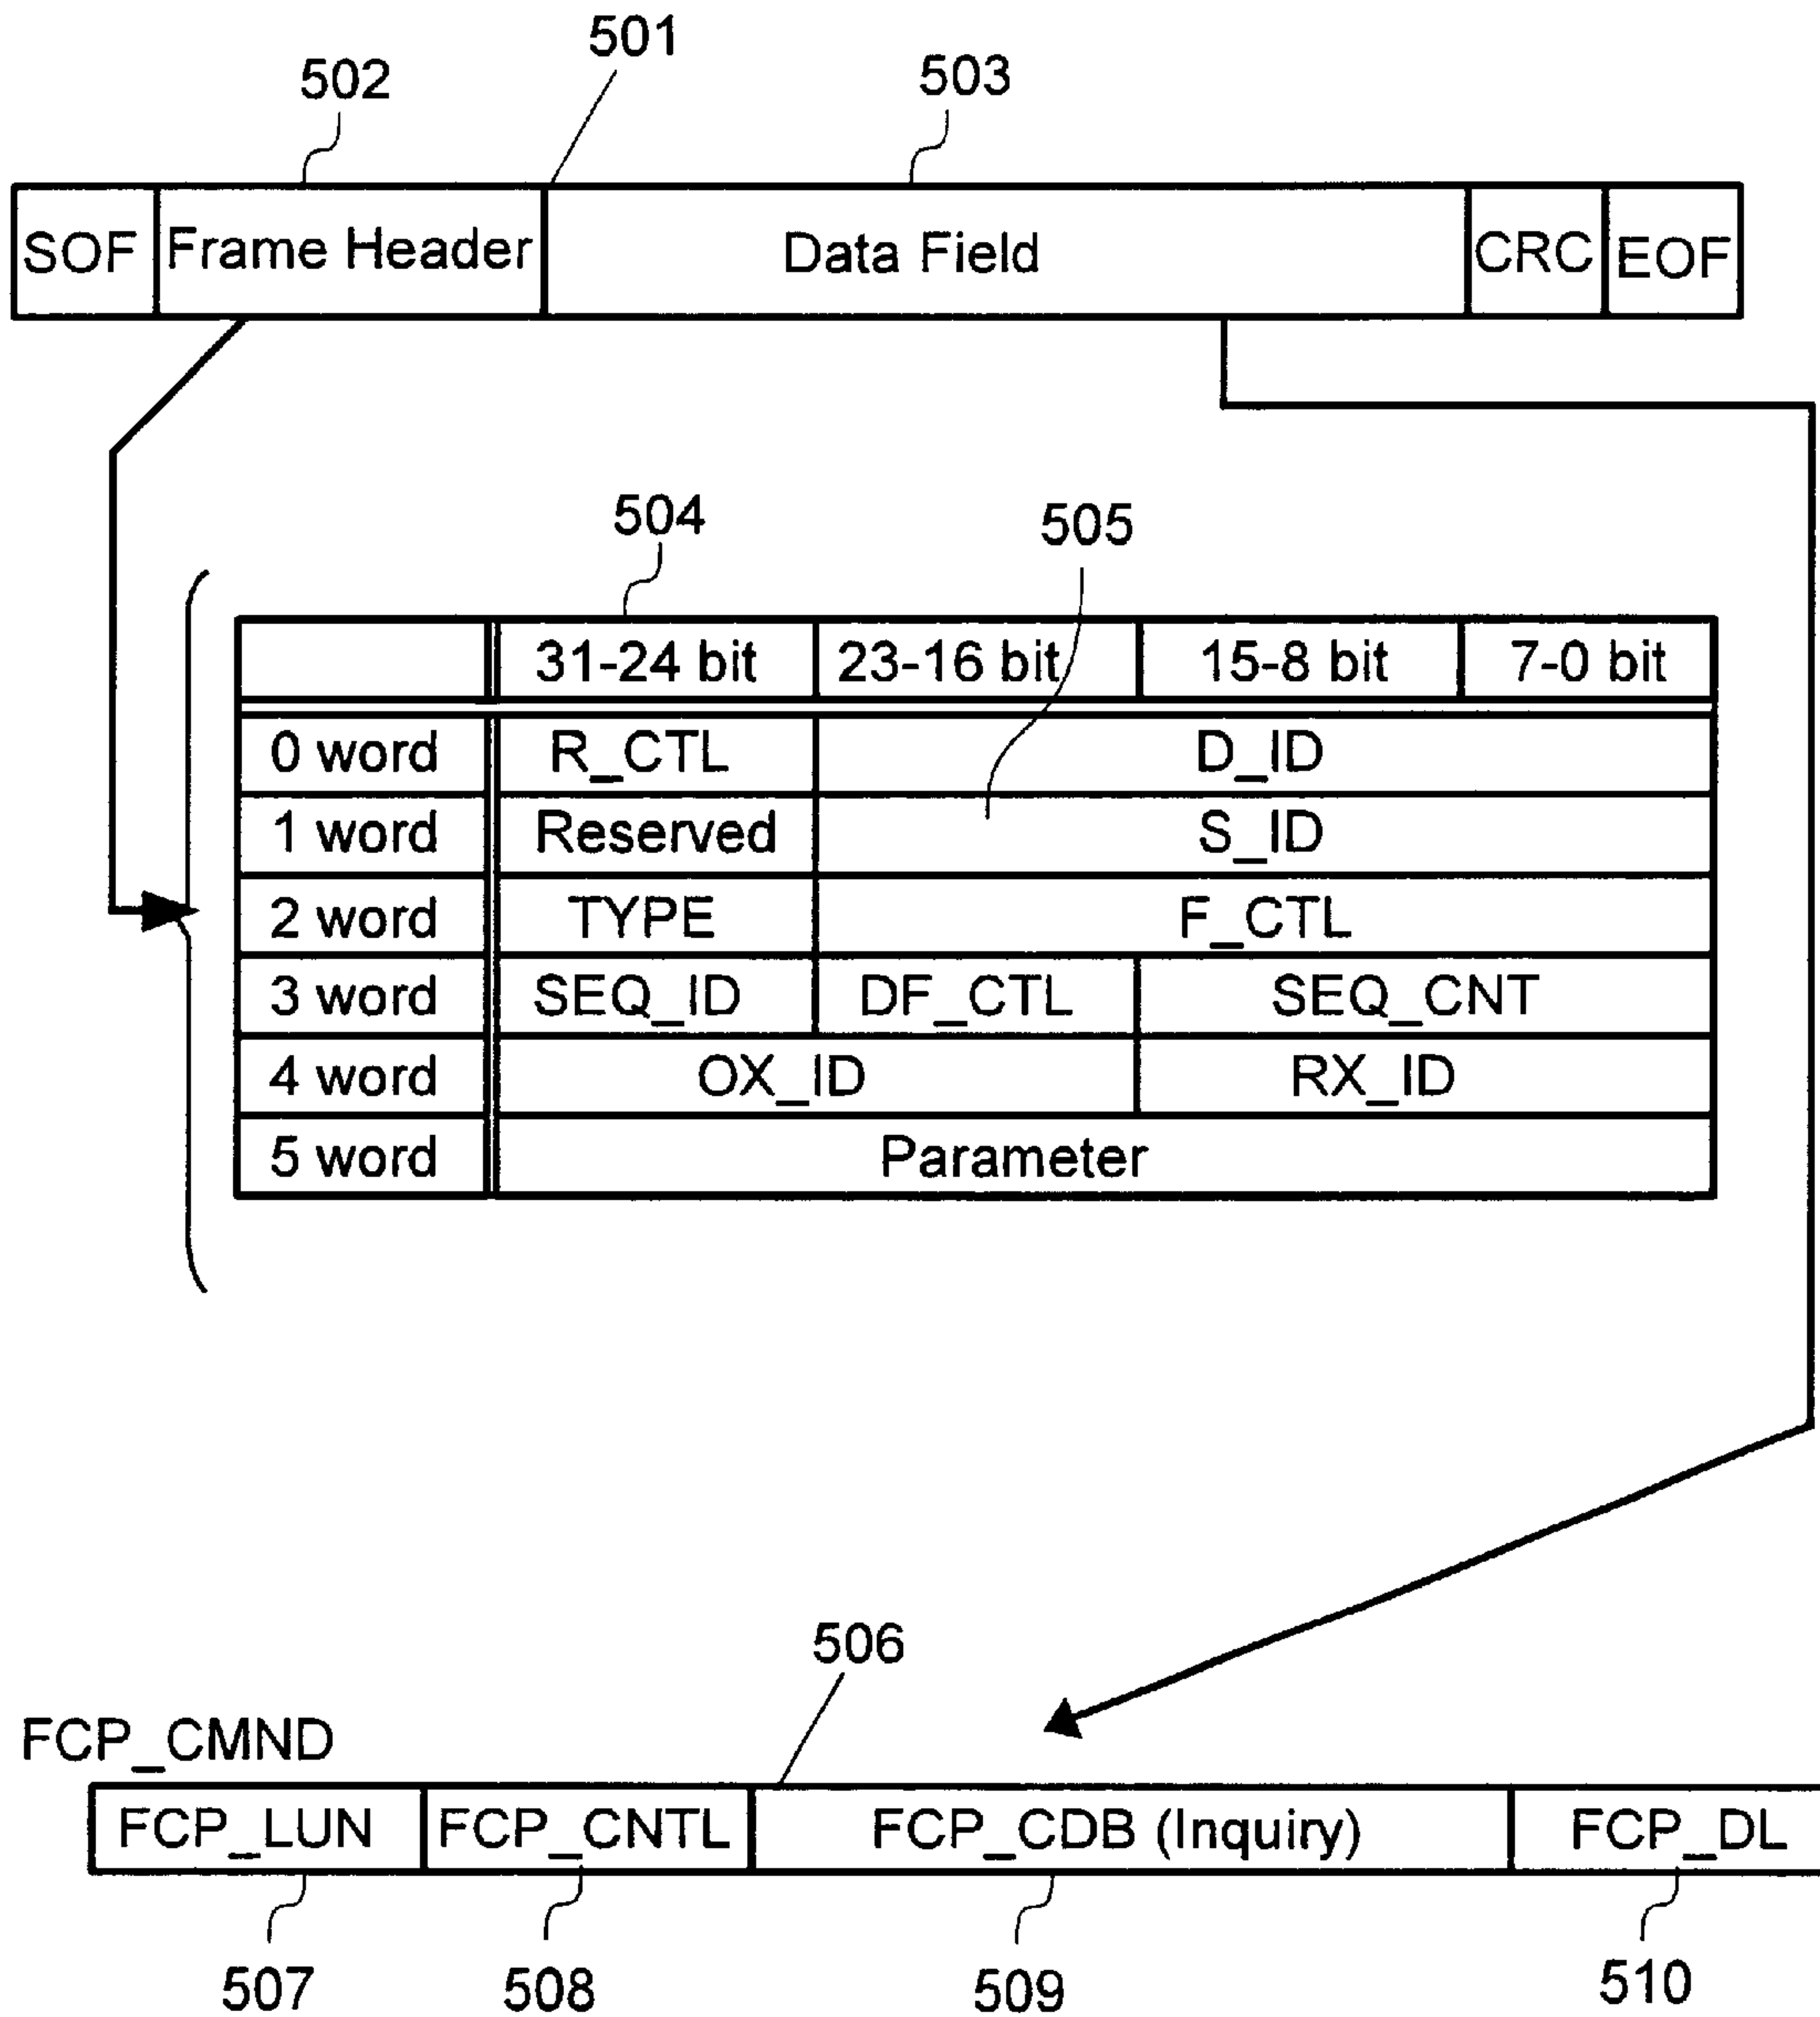 501
502
503
SOF Frame Header Data Field CRC EOF
504
505
31-24 bit 23-16 bit 15-8 bit 7-0 bit
0 word R_CTL D_ID
1 word Reserved S_ID
2 word TYPE F_CTL
3 word SEQ_ID DF_CTL SEQ_CNT
4 word OX_ID RX_ID
5 word Parameter
506
FCP_CMND
FCP_LUN FCP_CNTL FCP_CDB (Inquiry) FCP_DL
507 508 509 510